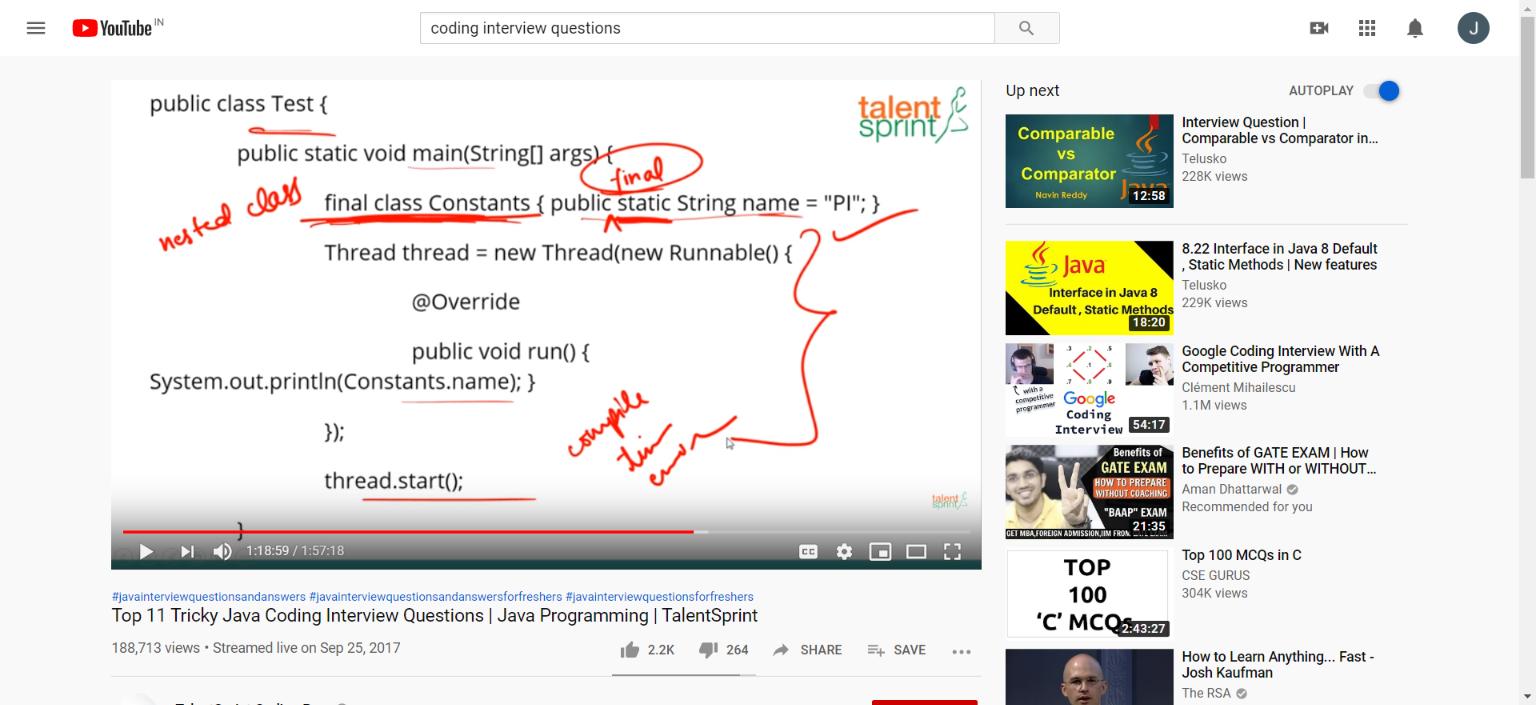 YouTube IN
coding interview questions
J
public class Test {
talent
sprint
public static void main(String[] args) {
final
nested class
final class Constants { public static String name = "PI"; }
Thread thread = new Thread(new Runnable() {
@Override
public void run() {
System.out.println(Constants.name); }
compile
time
error
});
thread.start();
talent
sprint
}
1:18:59 / 1:57:18
CC
#javainterviewquestionsandanswers #javainterviewquestionsandanswersforfreshers #javainterviewquestionsforfreshers
Top 11 Tricky Java Coding Interview Questions | Java Programming | TalentSprint
188,713 views • Streamed live on Sep 25, 2017
2.2K 264 SHARE SAVE
Up next AUTOPLAY
Comparable
vs
Comparator
Java
Navin Reddy
12:58
Interview Question |
Comparable vs Comparator in...
Telusko
228K views
Java
Interface in Java 8
Default , Static Methods
18:20
8.22 Interface in Java 8 Default
, Static Methods | New features
Telusko
229K views
with a
competitive
programmer
Google
Coding
Interview
54:17
Google Coding Interview With A
Competitive Programmer
Clément Mihailescu
1.1M views
Benefits of
GATE EXAM
HOW TO PREPARE
WITHOUT COACHING
"BAAP" EXAM
GET MBA,FOREIGN ADMISSION,IIM FROM
21:35
Benefits of GATE EXAM | How
to Prepare WITH or WITHOUT...
Aman Dhattarwal
Recommended for you
TOP
100
‘C’ MCQs
2:43:27
Top 100 MCQs in C
CSE GURUS
304K views
How to Learn Anything... Fast -
Josh Kaufman
The RSA